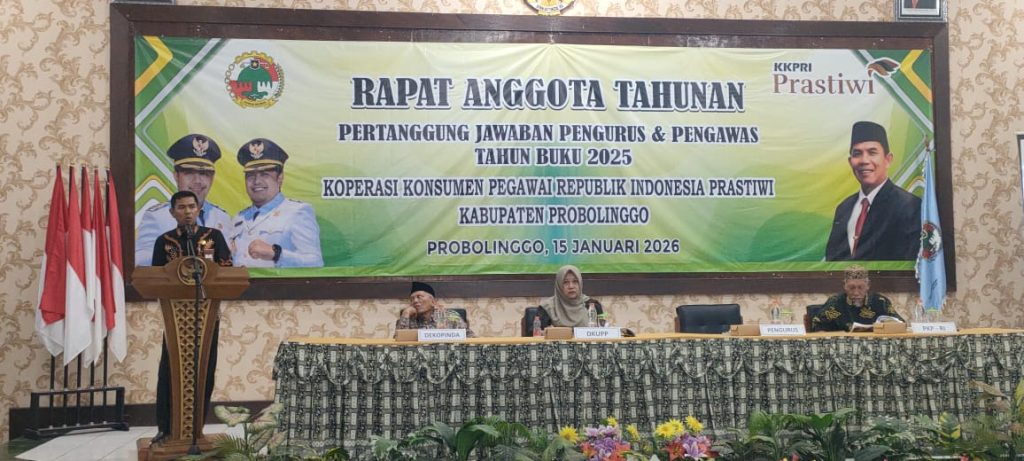 RAPAT ANGGOTA TAHUNAN
PERTANGGUNG JAWABAN PENGURUS & PENGAWAS
TAHUN BUKU 2025
KOPERASI KONSUMEN PEGAWAI REPUBLIK INDONESIA PRASTIWI
KABUPATEN PROBOLINGGO
PROBOLINGGO, 15 JANUARI 2026
KKPRI
Prastiwi
DEKOPINDA
DKUPP
PENGURUS
PKP - RI